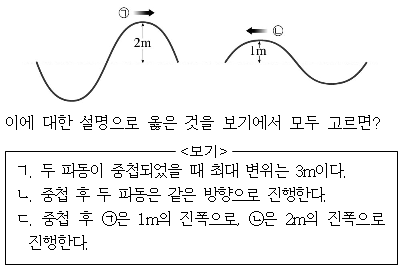 ㉠
㉡
2m
1m
이에 대한 설명으로 옳은 것을 보기에서 모두 고르면?
<보기>
ㄱ. 두 파동이 중첩되었을 때 최대 변위는 3m이다.
ㄴ. 중첩 후 두 파동은 같은 방향으로 진행한다.
ㄷ. 중첩 후 ㉠은 1m의 진폭으로, ㉡은 2m의 진폭으로
진행한다.